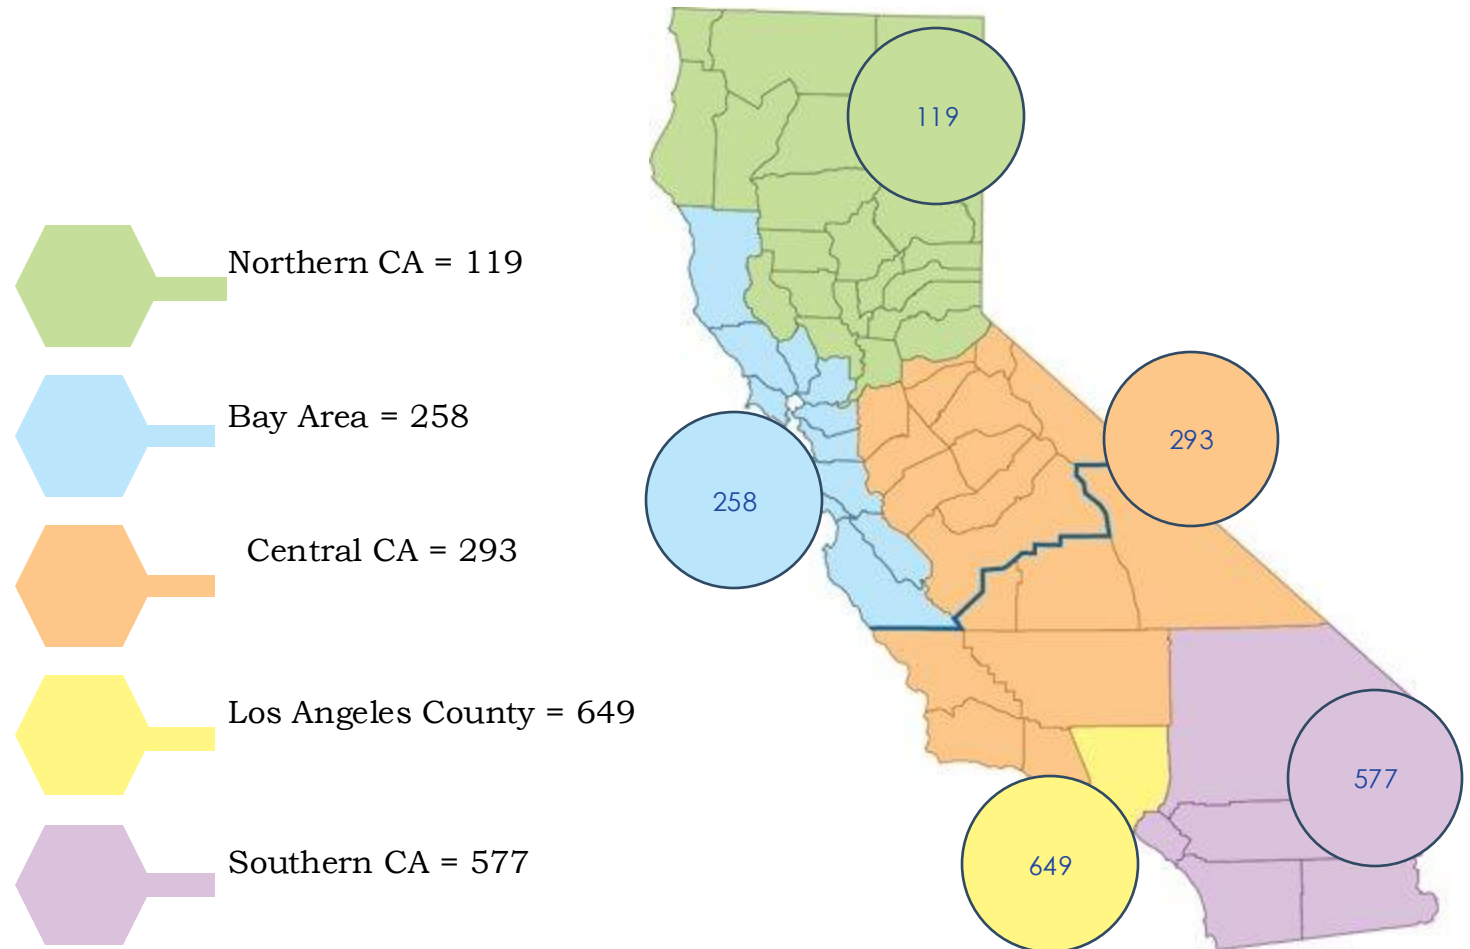 119
Northern CA = 119
Bay Area = 258
293
258
Central CA = 293
Los Angeles County = 649
577
Southern CA = 577
649